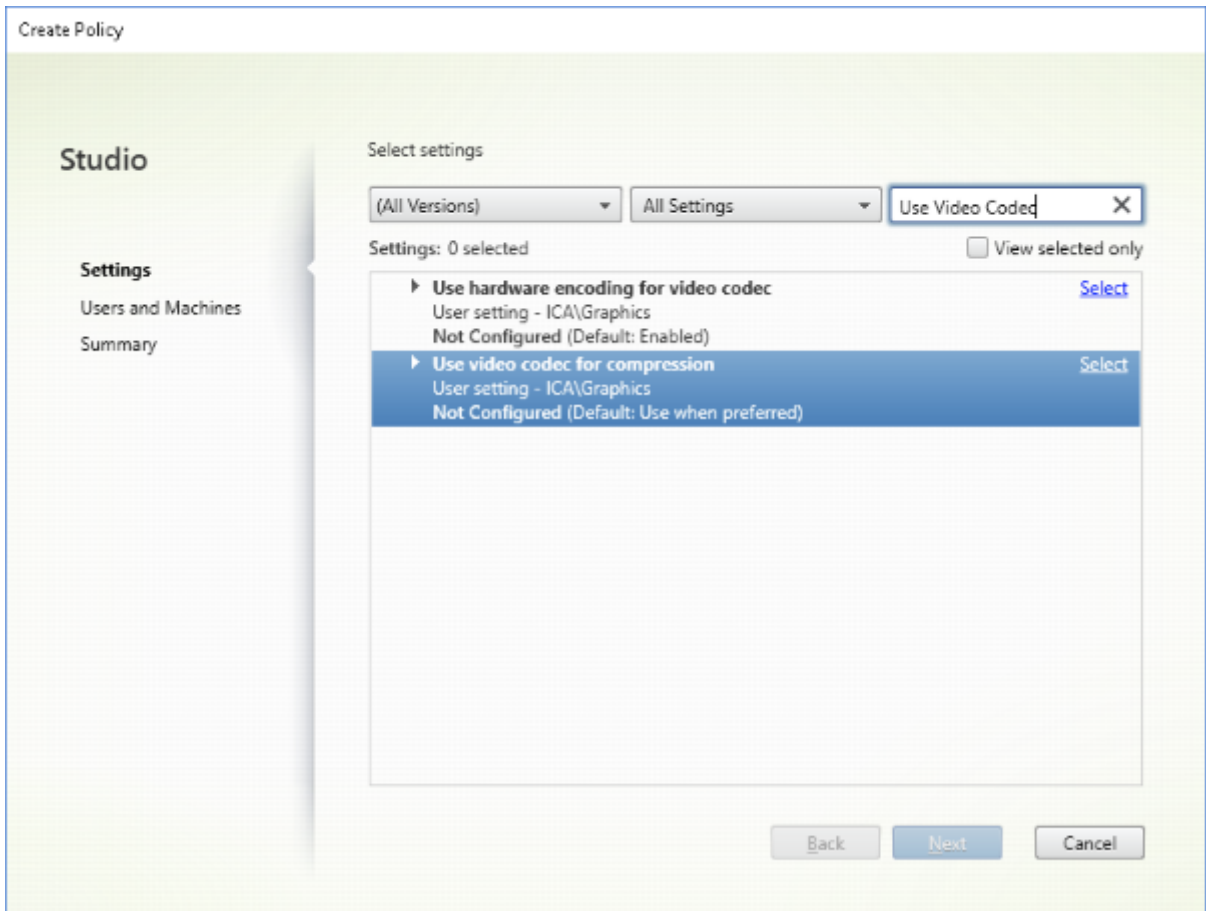 Create Policy
Studio
Settings
Users and Machines
Summary
Select settings
(All Versions) All Settings Use Video Codec
Settings: 0 selected View selected only
Use hardware encoding for video codec Select
User setting - ICA\Graphics
Not Configured (Default: Enabled)
Use video codec for compression Select
User setting - ICA\Graphics
Not Configured (Default: Use when preferred)
Back Next Cancel